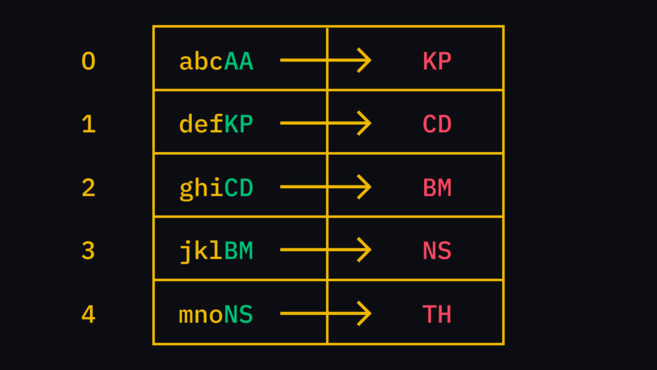 0 abcAA → KP
1 defKP → CD
2 ghiCD → BM
3 jklBM → NS
4 mnoNS → TH